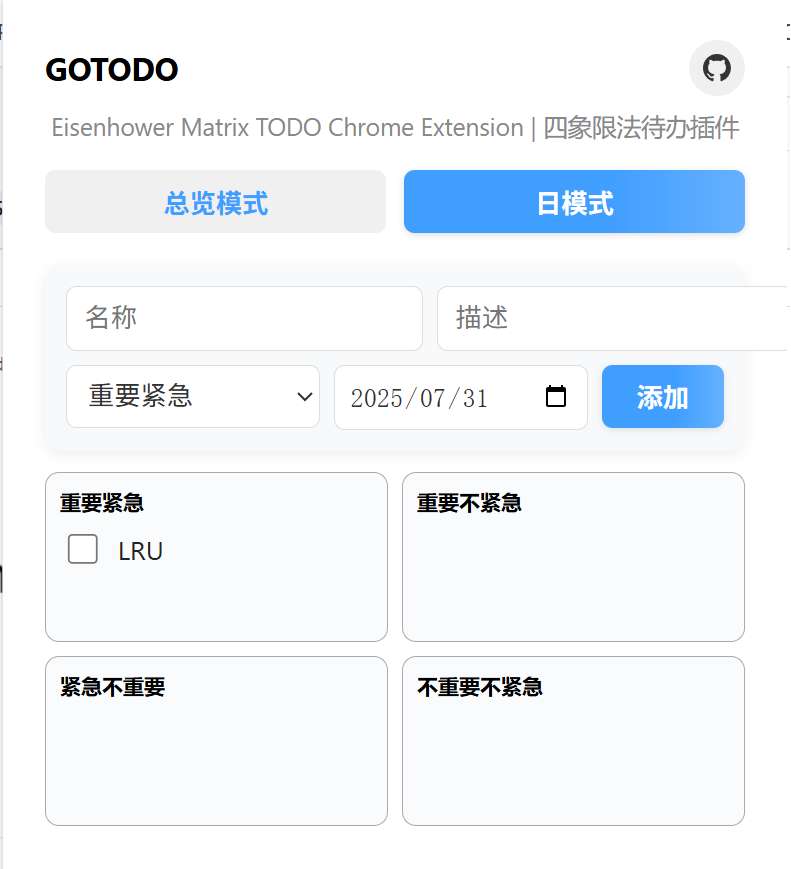 GOTODO
Eisenhower Matrix TODO Chrome Extension | 四象限法待办插件
总览模式 日模式
名称 描述
重要紧急 2025/07/31 添加
重要紧急 重要不紧急
LRU
紧急不重要 不重要不紧急